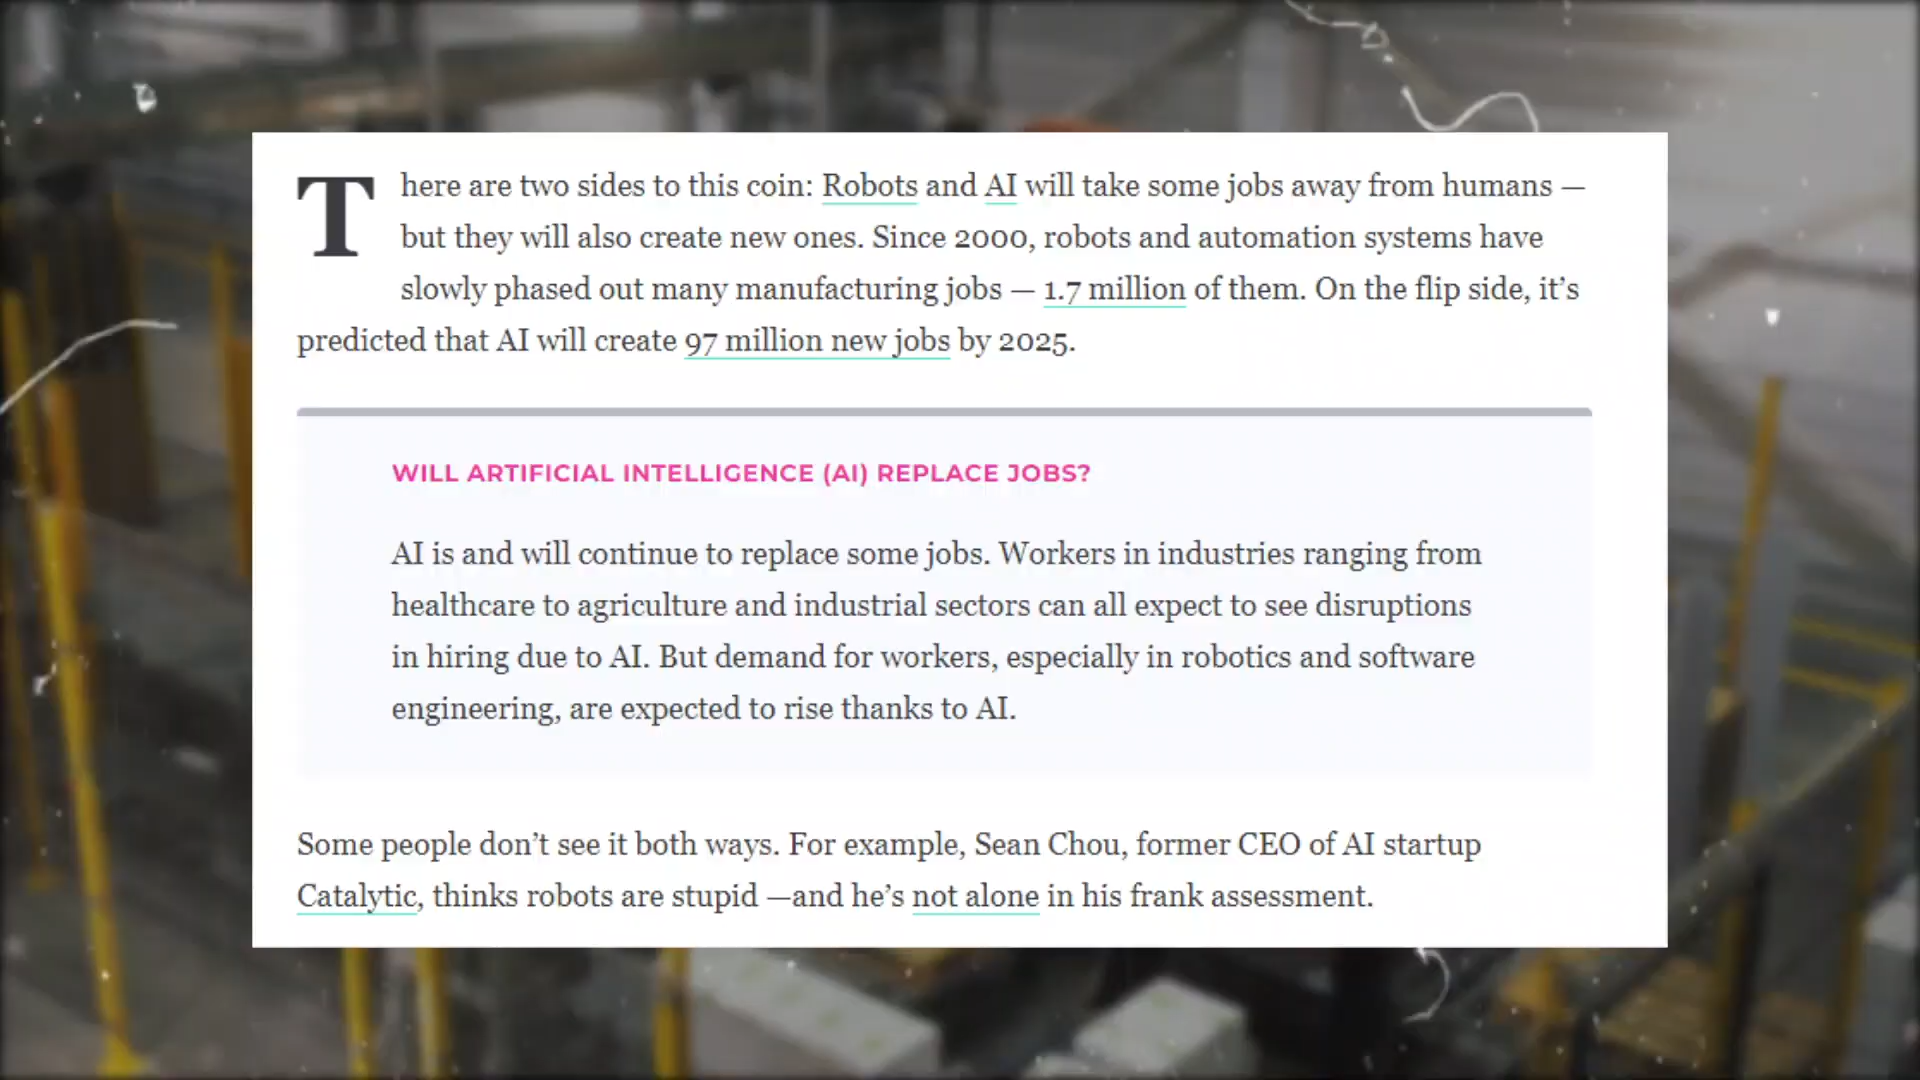 There are two sides to this coin: Robots and AI will take some jobs away from humans —
but they will also create new ones. Since 2000, robots and automation systems have
slowly phased out many manufacturing jobs — 1.7 million of them. On the flip side, it’s
predicted that AI will create 97 million new jobs by 2025.
WILL ARTIFICIAL INTELLIGENCE (AI) REPLACE JOBS?
AI is and will continue to replace some jobs. Workers in industries ranging from
healthcare to agriculture and industrial sectors can all expect to see disruptions
in hiring due to AI. But demand for workers, especially in robotics and software
engineering, are expected to rise thanks to AI.
Some people don’t see it both ways. For example, Sean Chou, former CEO of AI startup
Catalytic, thinks robots are stupid —and he’s not alone in his frank assessment.